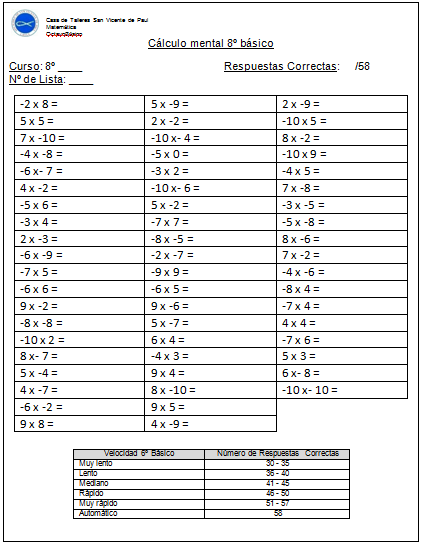 Casa de Talleres San Vicente de Paul
Matemática
Octavo Básico
Cálculo mental 8º básico
Curso: 8º ____ Respuestas Correctas: /58
Nº de Lista: ____
-2 x 8 = 5 x -9 = 2 x -9 =
5 x 5 = 2 x -2 = -10 x 5 =
7 x -10 = -10 x- 4 = 8 x -2 =
-4 x -8 = -5 x 0 = -10 x 9 =
-6 x- 7 = -3 x 2 = -4 x 5 =
4 x -2 = -10 x- 6 = 7 x -8 =
-5 x 6 = 5 x -2 = -3 x -5 =
-3 x 4 = -7 x 7 = -5 x -8 =
2 x -3 = -8 x -5 = 8 x -6 =
-6 x -9 = -2 x -7 = 7 x -2 =
-7 x 5 = -9 x 9 = -4 x -6 =
-6 x 6 = -6 x 5 = -8 x 4 =
9 x -2 = 9 x -6 = -7 x 4 =
-8 x -8 = 5 x -7 = 4 x 4 =
-10 x 2 = 6 x 4 = -7 x 6 =
8 x- 7 = -4 x 3 = 5 x 3 =
5 x -4 = 9 x 4 = 6 x- 8 =
4 x -7 = 8 x -10 = -10 x- 10 =
-6 x -2 = 9 x 5 =
9 x 8 = 4 x -9 =
Velocidad 6º Básico Número de Respuestas Correctas
Muy lento 30 - 35
Lento 36 - 40
Mediano 41 - 45
Rápido 46 - 50
Muy rápido 51 - 57
Automático 58